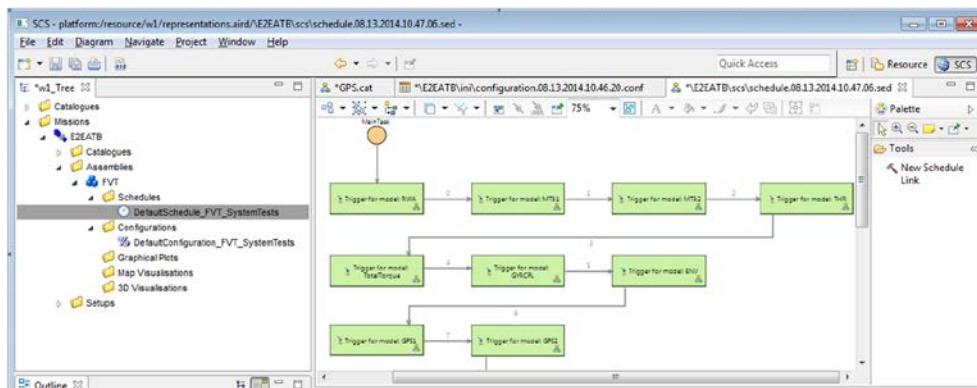 SCS - platform:/resource/w1/representations.aird/\E2EATB\scs\schedule.08.13.2014.10.47.06.sed -
File Edit Diagram Navigate Project Window Help
Quick Access
Resource
SCS
*w1_Tree
*GPS.cat
*\E2EATB\ini\configuration.08.13.2014.10.46.20.conf
*\E2EATB\scs\schedule.08.13.2014.10.47.06.sed
Catalogues
Missions
E2EATB
Catalogues
Assemblies
FVT
Schedules
DefaultSchedule_FVT_SystemTests
Configurations
DefaultConfiguration_FVT_SystemTests
Graphical Plots
Map Visualisations
3D Visualisations
Setups
Outline
75%
MainTask
Trigger for model: RWA
0
Trigger for model: MTB1
1
Trigger for model: MTB2
2
Trigger for model: THR
3
Trigger for model: TotalTorque
4
Trigger for model: GYRCPL
5
Trigger for model: ENV
6
Trigger for model: GPS1
7
Trigger for model: GPS2
Palette
Tools
New Schedule
Link